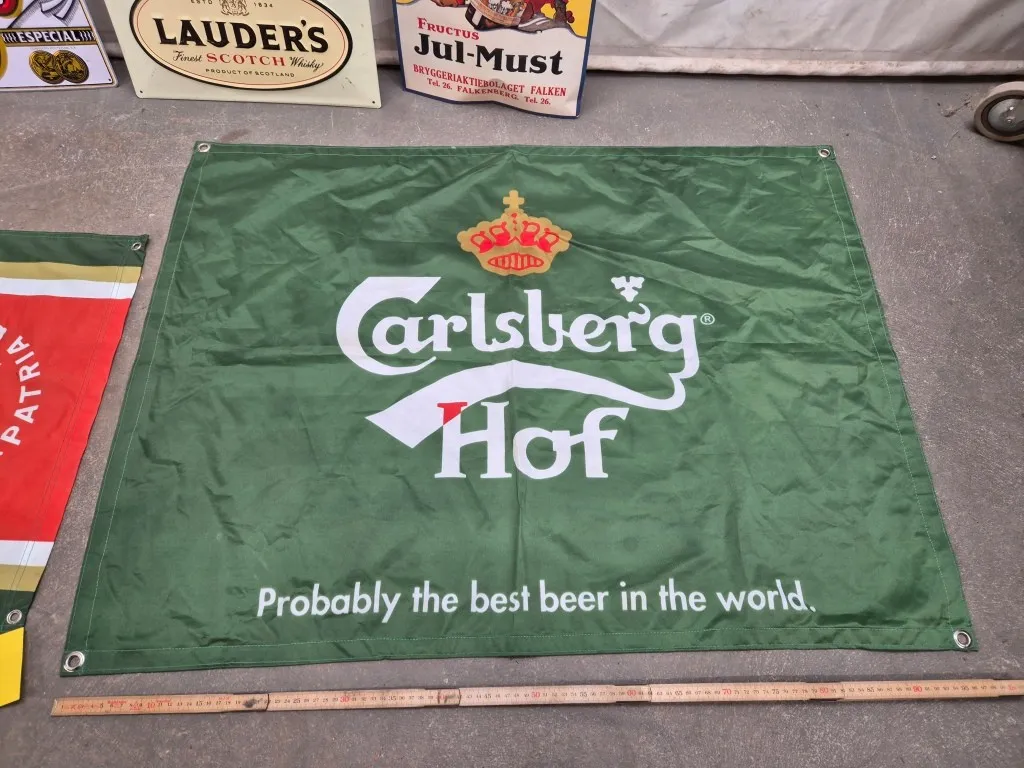 ESPECIAL
ESTD 1834
LAUDER'S
Finest SCOTCH Whisky
PRODUCT OF SCOTLAND
FRUCTUS
Jul-Must
BRYGGERIAKTIEBOLAGET FALKEN
Tel. 26. FALKENBERG. Tel. 26.
PATRIA
Carlsberg®
Hof
Probably the best beer in the world.